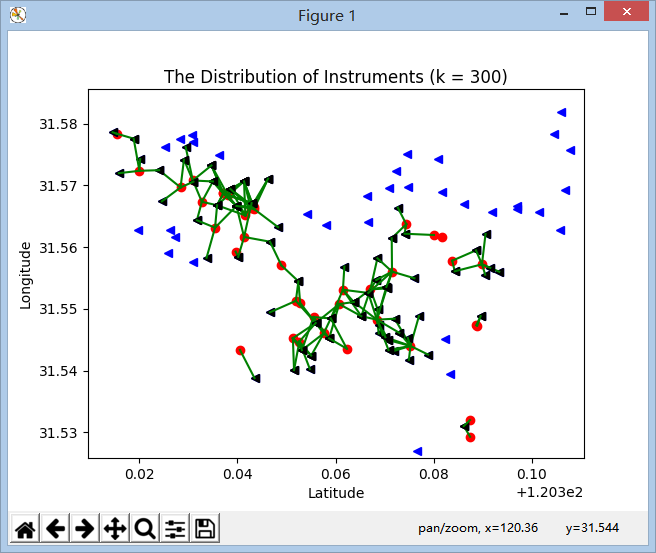 Figure 1
The Distribution of Instruments (k = 300)
31.58
31.57
31.56
31.55
31.54
31.53
Longitude
0.02 0.04 0.06 0.08 0.10
Latitude
+1.203e2
pan/zoom, x=120.36 y=31.544